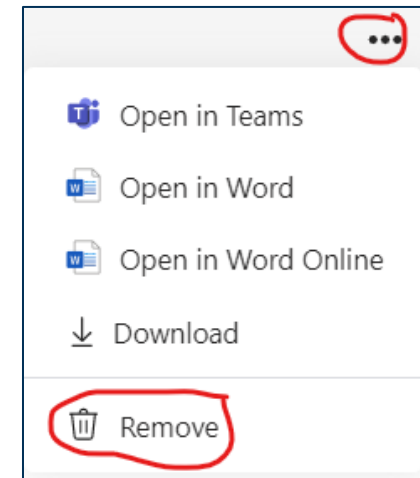 Open in Teams
Open in Word
Open in Word Online
Download
Remove